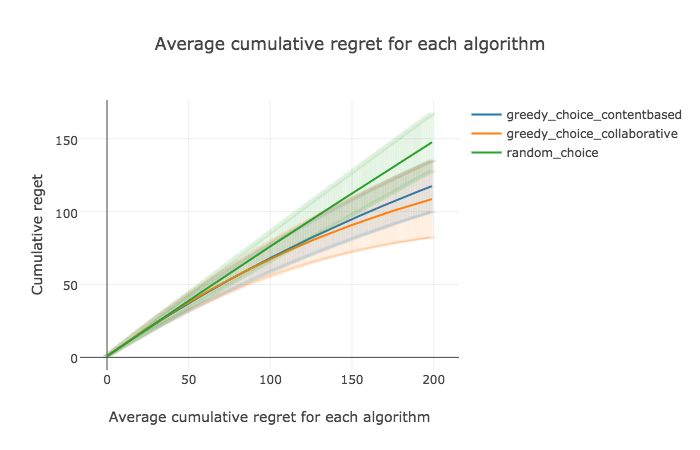 Average cumulative regret for each algorithm
greedy_choice_contentbased
greedy_choice_collaborative
random_choice
Cumulative reget
150
100
50
0
0 50 100 150 200
Average cumulative regret for each algorithm